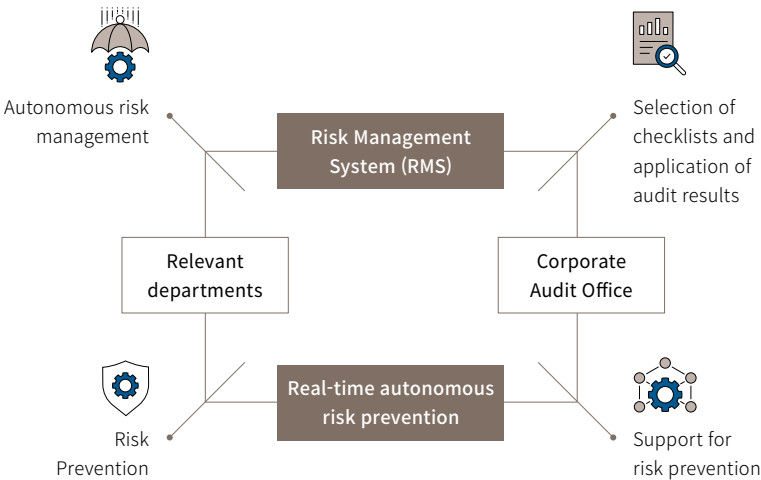 Autonomous risk
management
Risk Management
System (RMS)
Selection of
checklists and
application of
audit results
Relevant
departments
Corporate
Audit Office
Risk
Prevention
Real-time autonomous
risk prevention
Support for
risk prevention